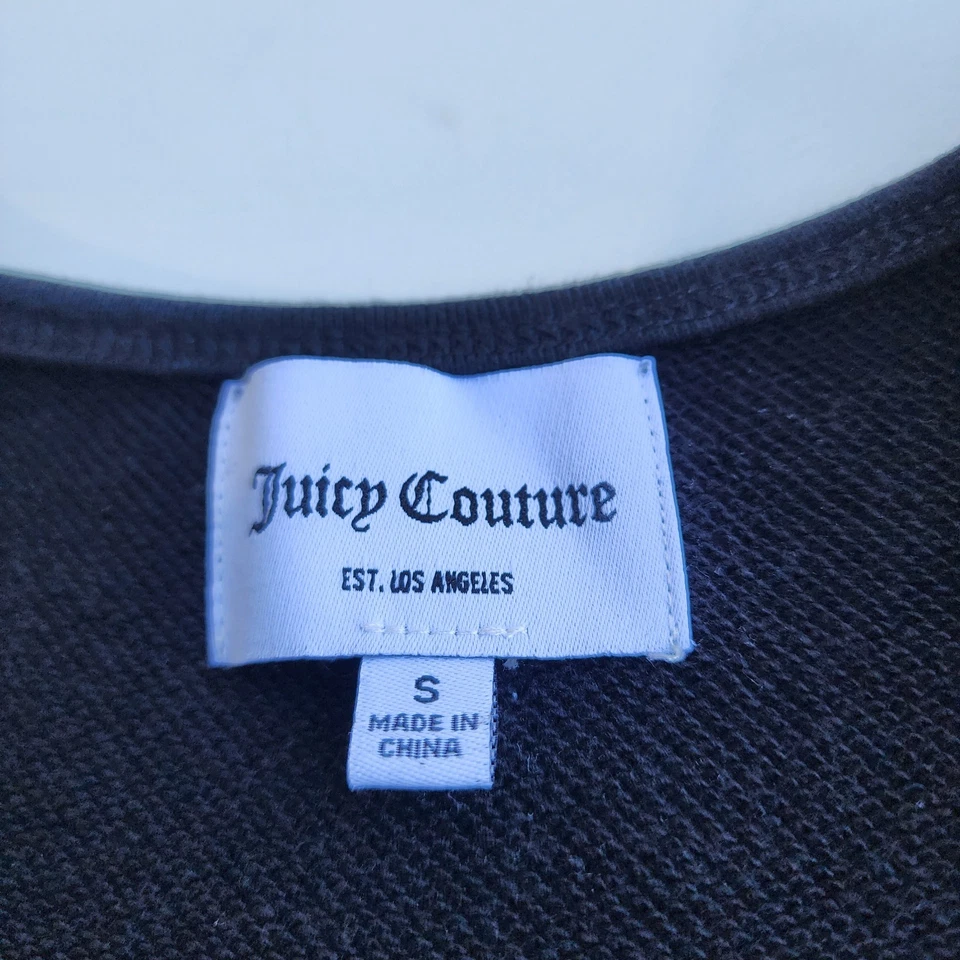 Juicy Couture
EST. LOS ANGELES
S
MADE IN
CHINA